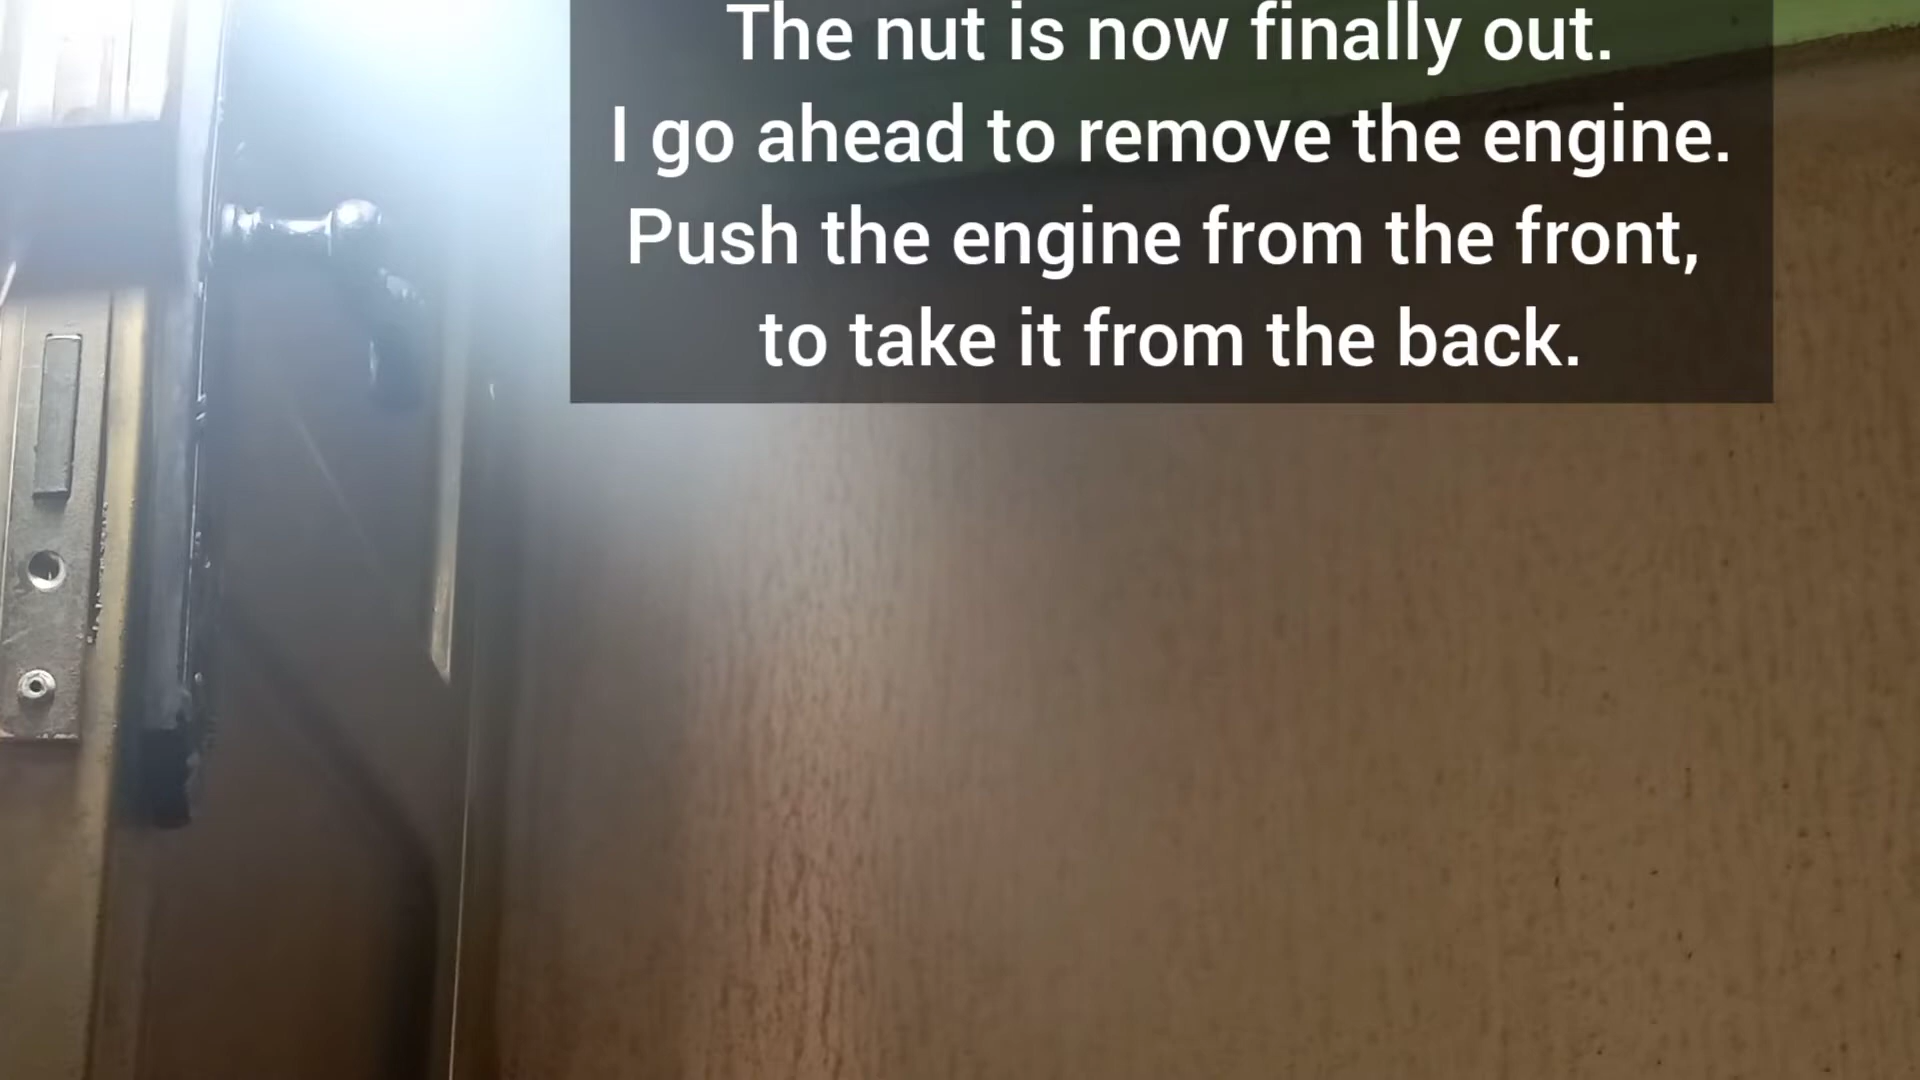 The nut is now finally out.
I go ahead to remove the engine.
Push the engine from the front,
to take it from the back.